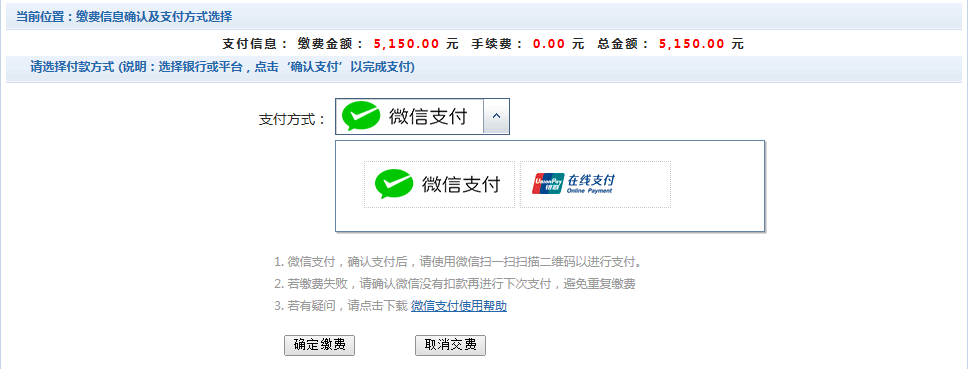 当前位置：缴费信息确认及支付方式选择
支付信息： 缴费金额： 5,150.00 元 手续费： 0.00 元 总金额： 5,150.00 元
请选择付款方式 (说明：选择银行或平台，点击‘确认支付’以完成支付)
支付方式： 微信支付
微信支付 UnionPay 银联 在线支付 Online Payment
1. 微信支付，确认支付后，请使用微信扫一扫扫描二维码以进行支付。
2. 若缴费失败，请确认微信没有扣款再进行下次支付，避免重复缴费
3. 若有疑问，请点击下载 微信支付使用帮助
确定缴费 取消交费